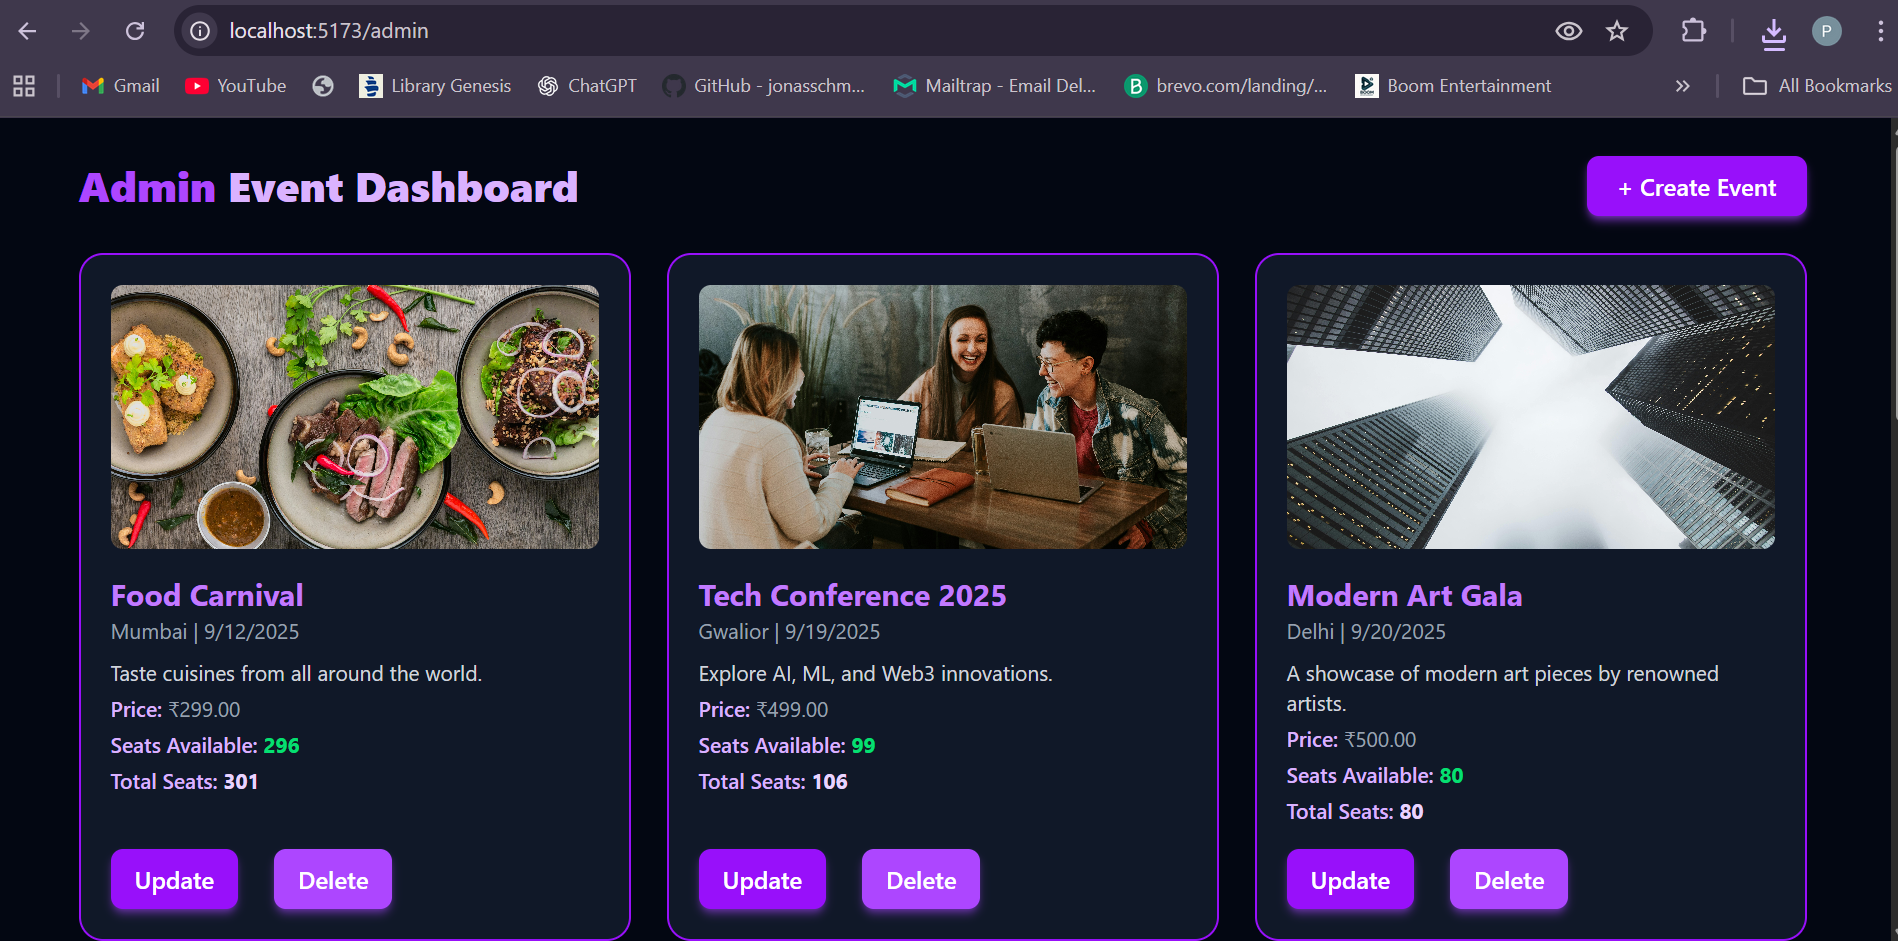 localhost:5173/admin
P
Gmail
YouTube
Library Genesis
ChatGPT
GitHub - jonasschm...
Mailtrap - Email Del...
brevo.com/landing/...
Boom Entertainment
All Bookmarks
Admin Event Dashboard
+ Create Event
Food Carnival
Mumbai | 9/12/2025
Taste cuisines from all around the world.
Price: ₹299.00
Seats Available: 296
Total Seats: 301
Update
Delete
Tech Conference 2025
Gwalior | 9/19/2025
Explore AI, ML, and Web3 innovations.
Price: ₹499.00
Seats Available: 99
Total Seats: 106
Update
Delete
Modern Art Gala
Delhi | 9/20/2025
A showcase of modern art pieces by renowned
artists.
Price: ₹500.00
Seats Available: 80
Total Seats: 80
Update
Delete